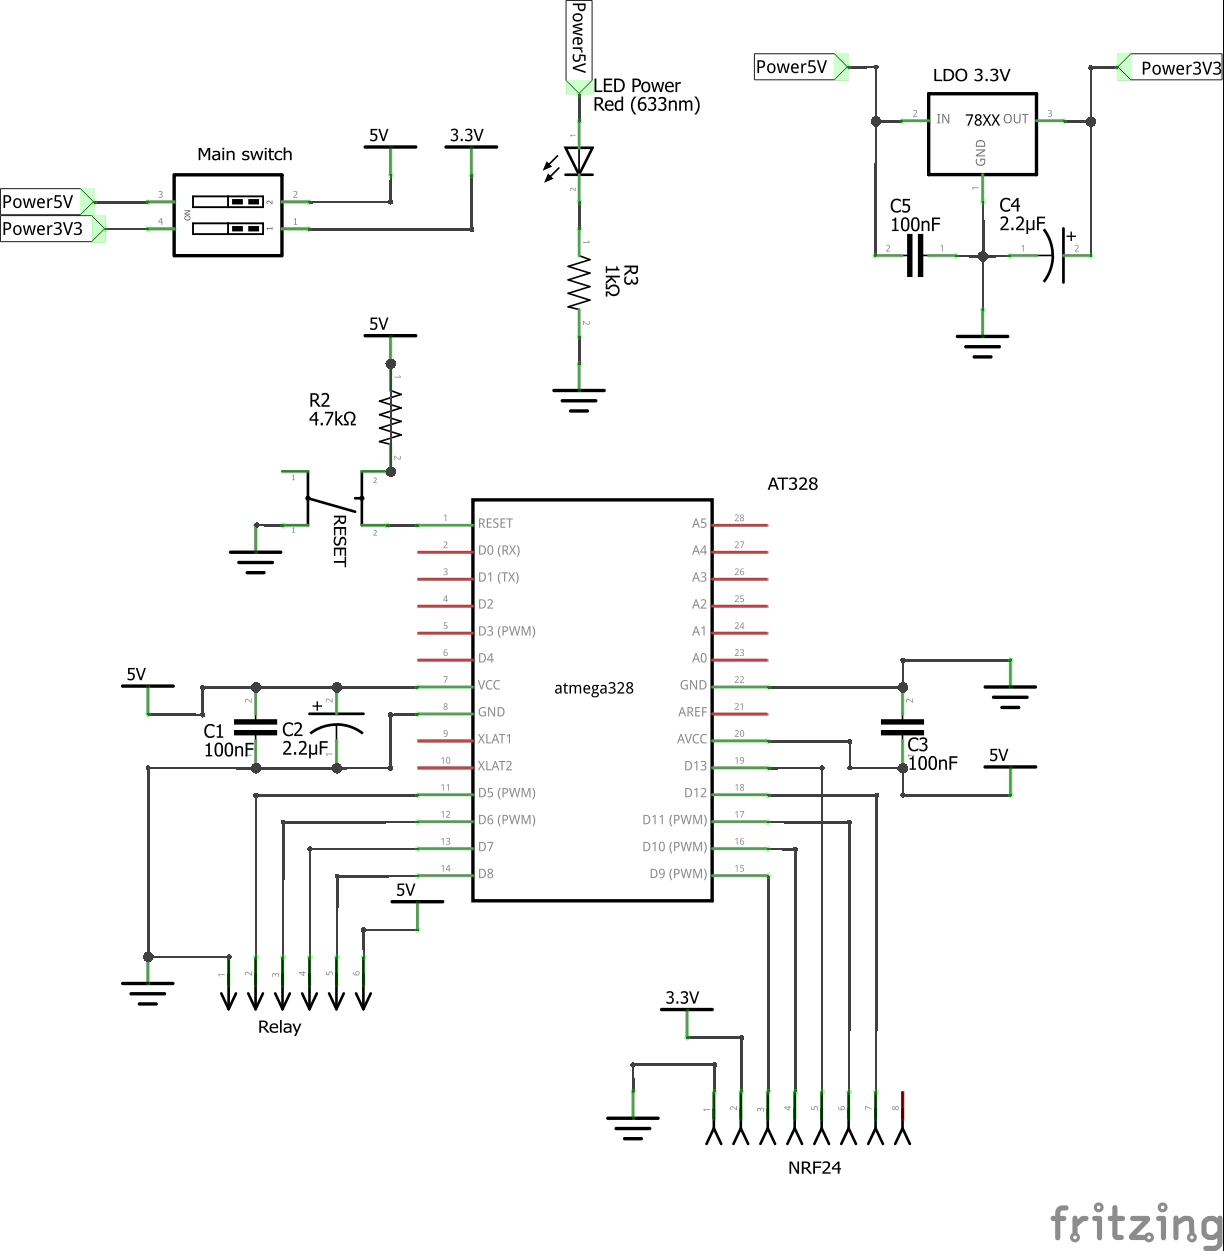 Power5V
LED Power
Red (633nm)
1
2
Power5V
Power3V3
LDO 3.3V
2
IN
78XX
OUT
3
GND
1
C5
100nF
2
1
C4
2.2µF
+
1
2
Main switch
5V
3.3V
Power5V
3
2
2
Power3V3
4
ON
1
1
R3
1kΩ
1
2
5V
R2
4.7kΩ
1
2
1
2
1
2
RESET
AT328
atmega328
1
RESET
2
D0 (RX)
3
D1 (TX)
4
D2
5
D3 (PWM)
6
D4
7
VCC
8
GND
9
XLAT1
10
XLAT2
11
D5 (PWM)
12
D6 (PWM)
13
D7
14
D8
A5
28
A4
27
A3
26
A2
25
A1
24
A0
23
GND
22
AREF
21
AVCC
20
D13
19
D12
18
D11 (PWM)
17
D10 (PWM)
16
D9 (PWM)
15
5V
2
C1
100nF
1
+
2
C2
2.2µF
1
2
C3
100nF
1
5V
5V
1
2
3
4
5
6
Relay
3.3V
1
2
3
4
5
6
7
8
NRF24
fritzing